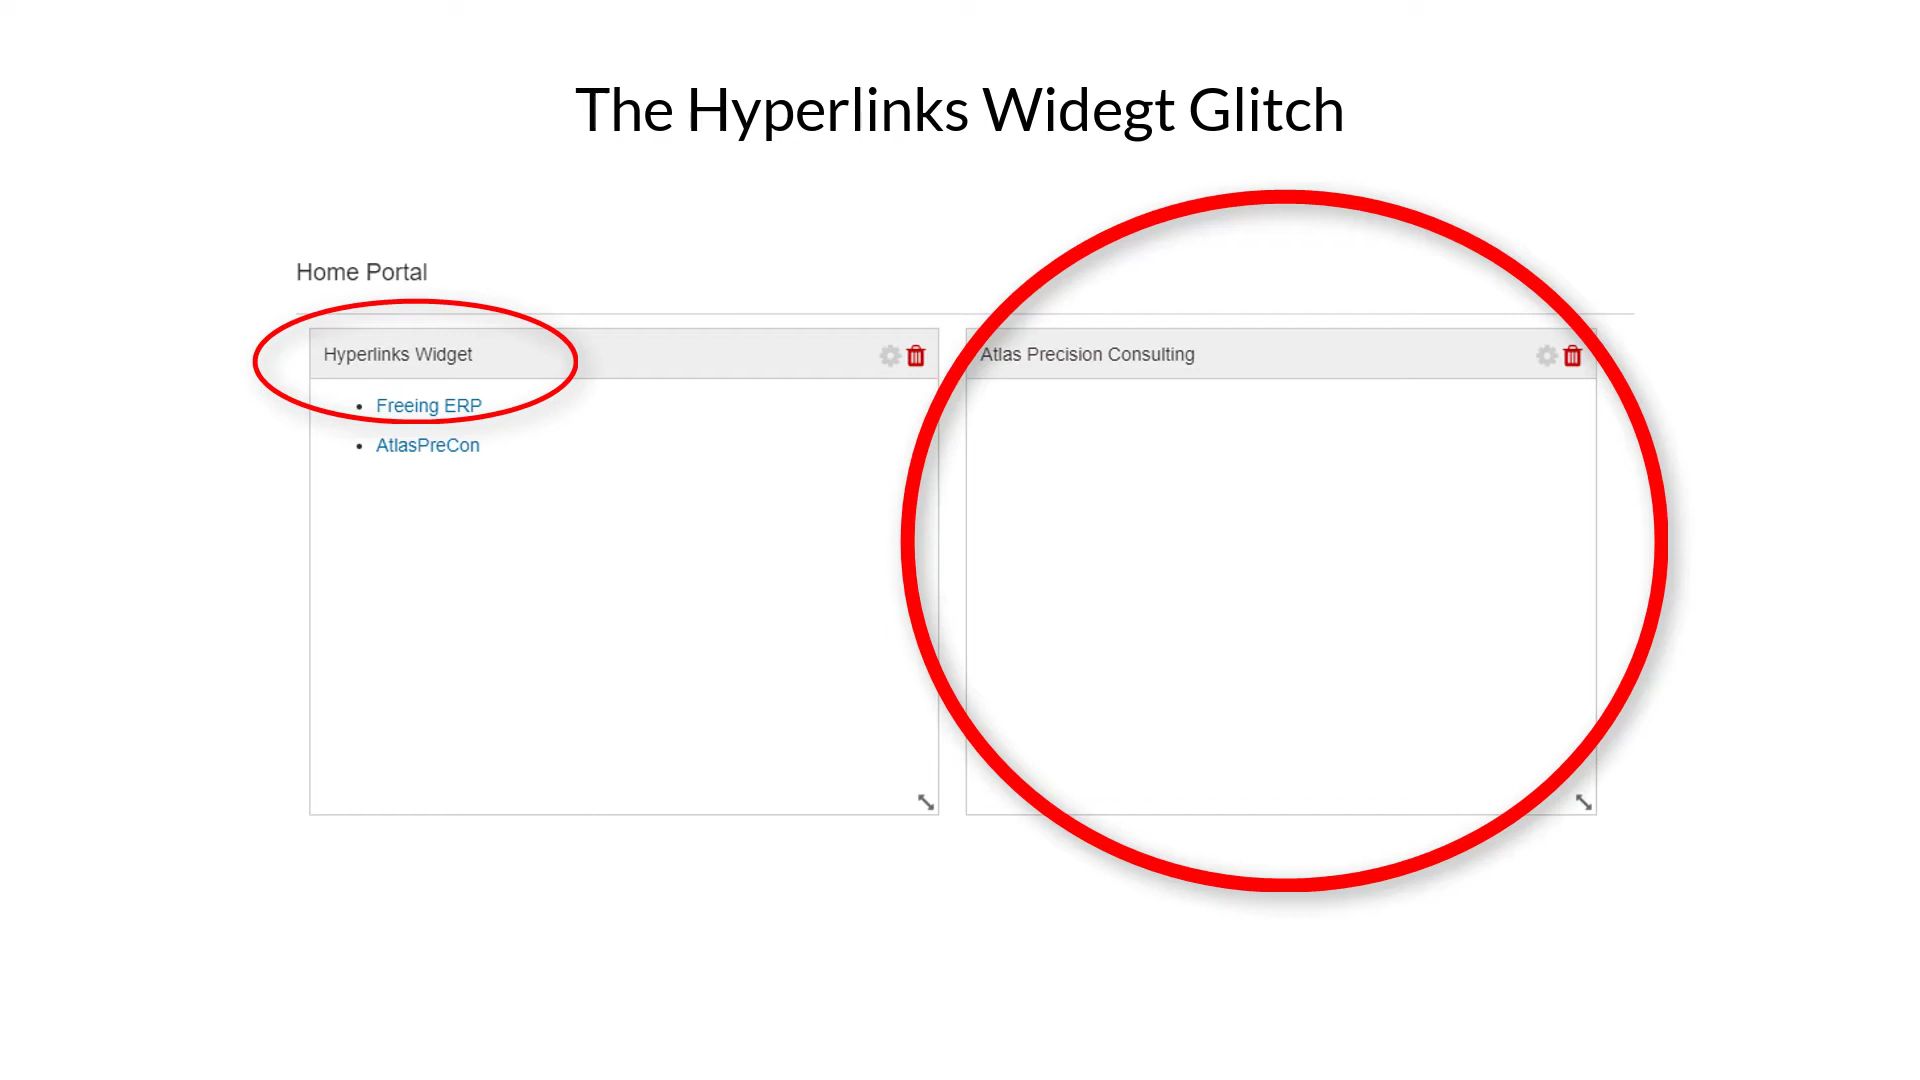 The Hyperlinks Widegt Glitch
Home Portal
Hyperlinks Widget
Freeing ERP
AtlasPreCon
Atlas Precision Consulting